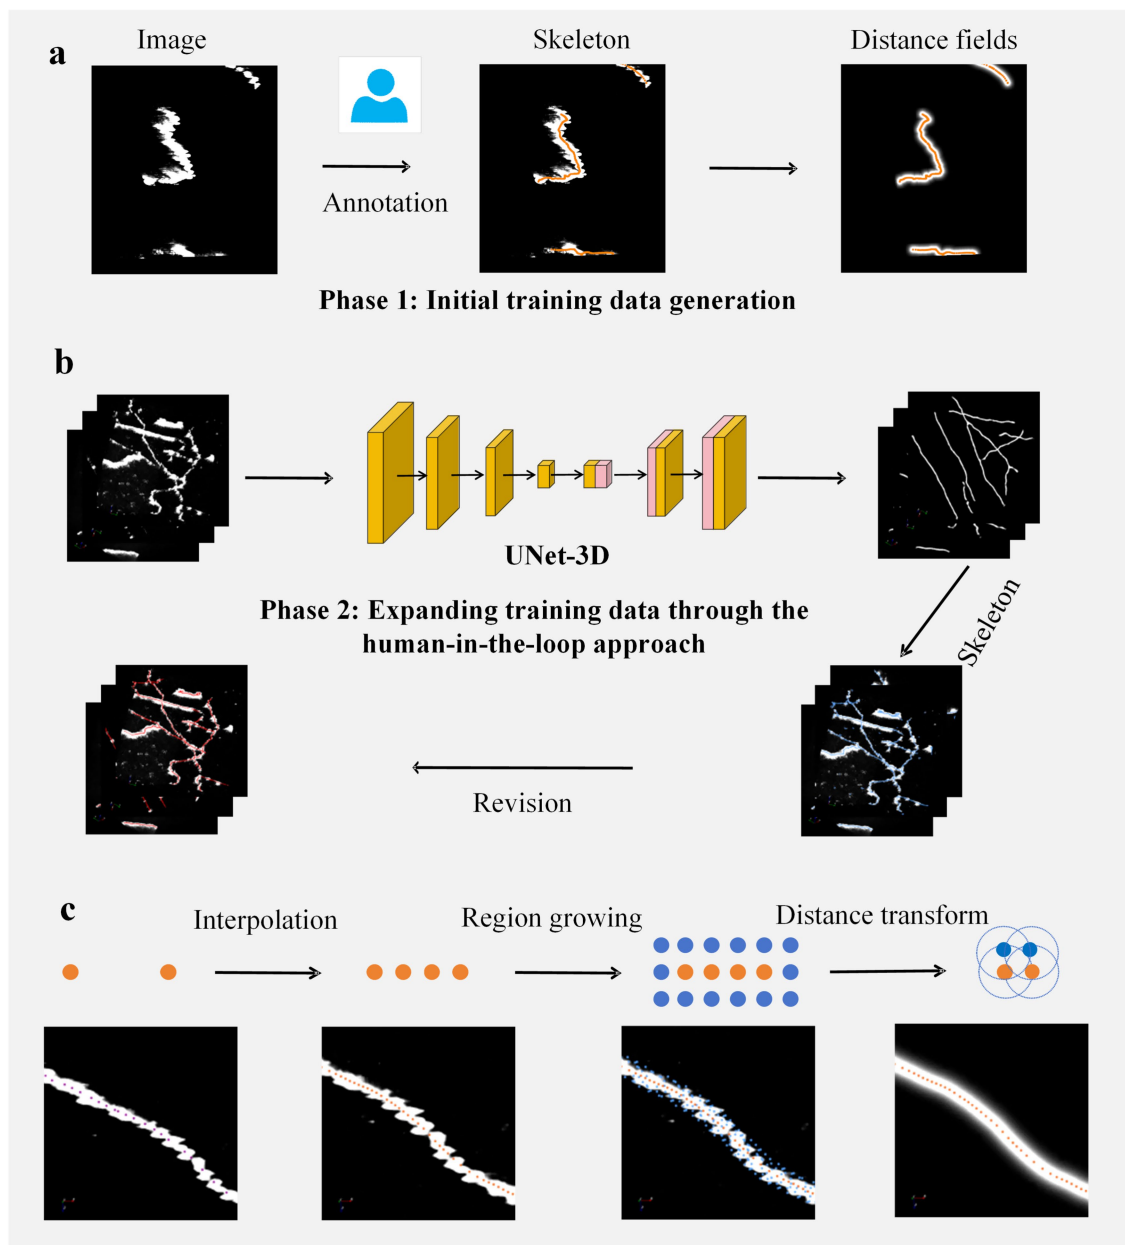 a
Image
Skeleton
Distance fields
Annotation
Phase 1: Initial training data generation
b
UNet-3D
Skeleton
Phase 2: Expanding training data through the
human-in-the-loop approach
Revision
c
Interpolation
Region growing
Distance transform